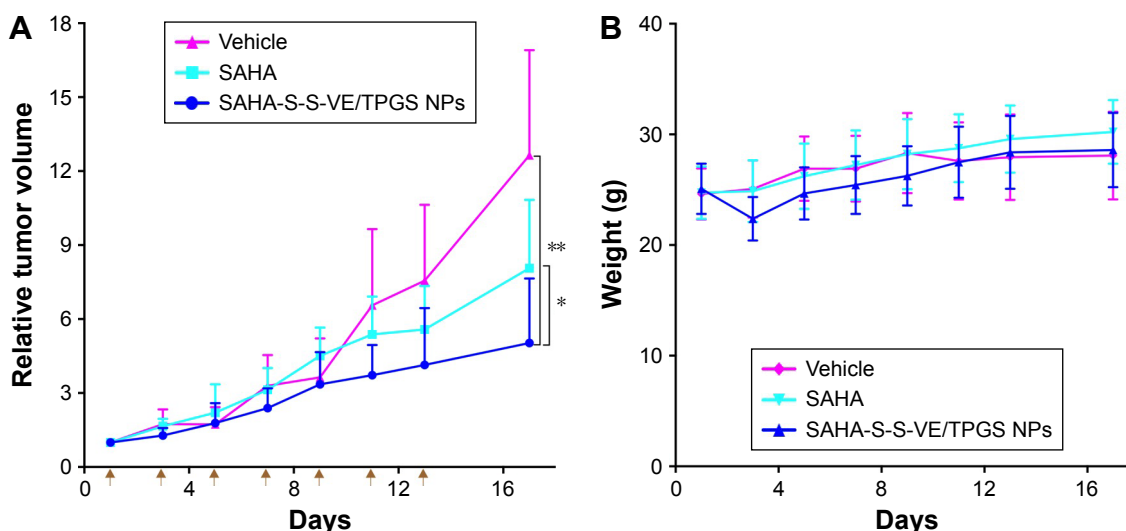 A
Relative tumor volume
18
15
12
9
6
3
0
Vehicle
SAHA
SAHA-S-S-VE/TPGS NPs
**
*
0
4
8
12
16
Days
B
Weight (g)
40
30
20
10
0
Vehicle
SAHA
SAHA-S-S-VE/TPGS NPs
0
4
8
12
16
Days